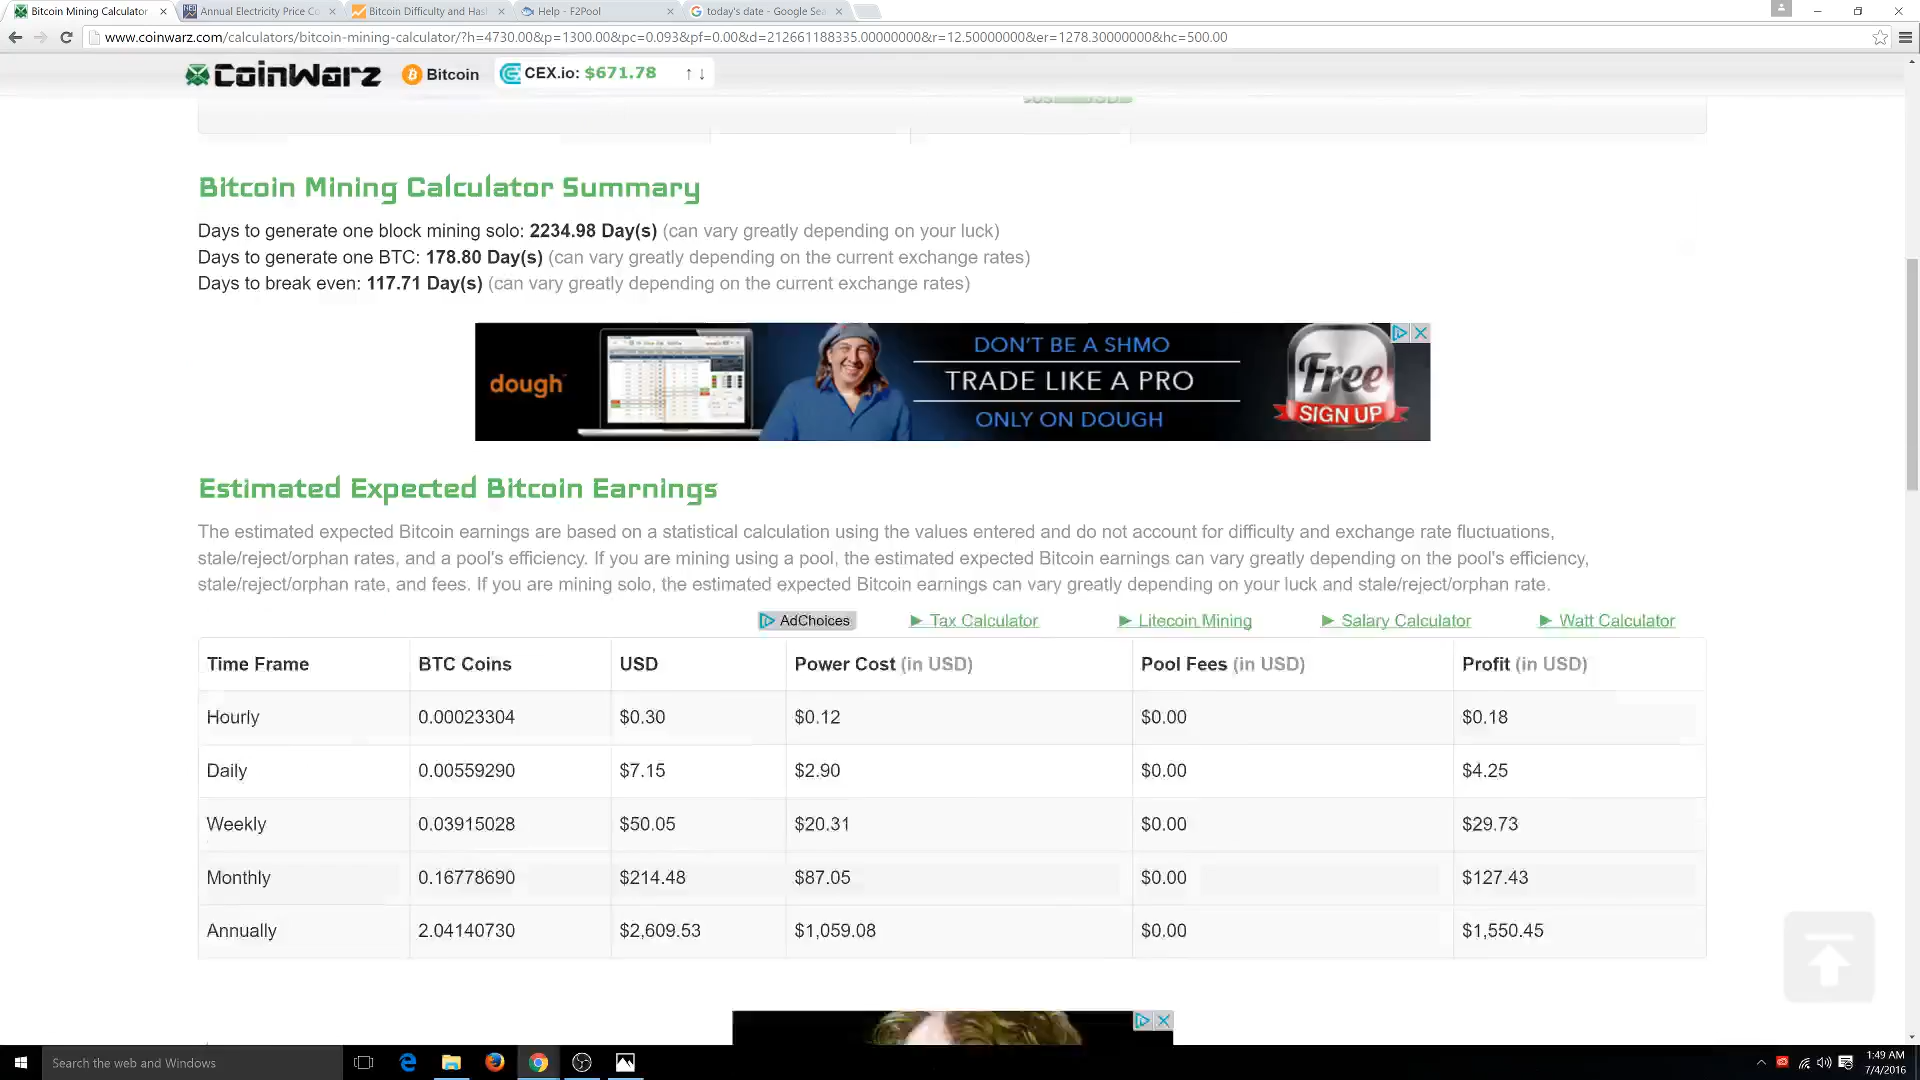 Bitcoin Mining Calculator
Annual Electricity Price Co
Bitcoin Difficulty and Has
Help - F2Pool
today's date - Google Sea
www.coinwarz.com/calculators/bitcoin-mining-calculator/?h=4730.00&p=1300.00&pc=0.093&pf=0.00&d=212661188335.00000000&r=12.50000000&er=1278.30000000&hc=500.00
CoinWarz
Bitcoin
CEX.io: $671.78 ↑ ↓
Bitcoin Mining Calculator Summary
Days to generate one block mining solo: 2234.98 Day(s) (can vary greatly depending on your luck)
Days to generate one BTC: 178.80 Day(s) (can vary greatly depending on the current exchange rates)
Days to break even: 117.71 Day(s) (can vary greatly depending on the current exchange rates)
dough
DON'T BE A SHMO
TRADE LIKE A PRO
ONLY ON DOUGH
Free
SIGN UP
Estimated Expected Bitcoin Earnings
The estimated expected Bitcoin earnings are based on a statistical calculation using the values entered and do not account for difficulty and exchange rate fluctuations,
stale/reject/orphan rates, and a pool's efficiency. If you are mining using a pool, the estimated expected Bitcoin earnings can vary greatly depending on the pool's efficiency,
stale/reject/orphan rate, and fees. If you are mining solo, the estimated expected Bitcoin earnings can vary greatly depending on your luck and stale/reject/orphan rate.
AdChoices ► Tax Calculator ► Litecoin Mining ► Salary Calculator ► Watt Calculator
Time Frame BTC Coins USD Power Cost (in USD) Pool Fees (in USD) Profit (in USD)
Hourly 0.00023304 $0.30 $0.12 $0.00 $0.18
Daily 0.00559290 $7.15 $2.90 $0.00 $4.25
Weekly 0.03915028 $50.05 $20.31 $0.00 $29.73
Monthly 0.16778690 $214.48 $87.05 $0.00 $127.43
Annually 2.04140730 $2,609.53 $1,059.08 $0.00 $1,550.45
Search the web and Windows
1:49 AM
7/4/2016